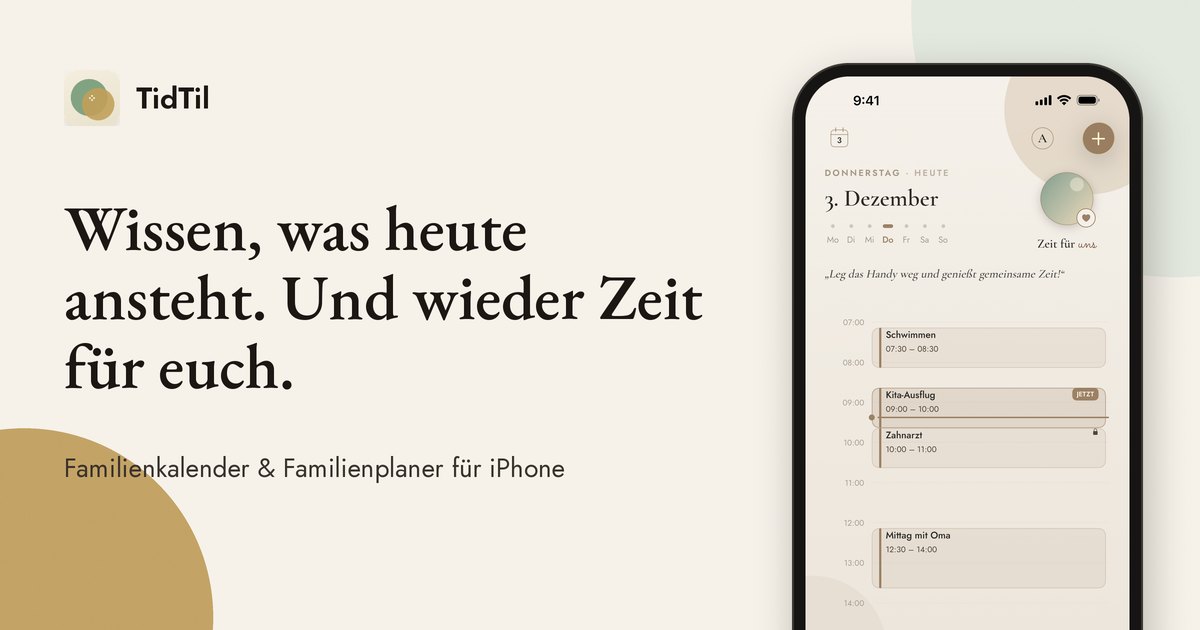 TidTil
Wissen, was heute
ansteht. Und wieder Zeit
für euch.
Familienkalender & Familienplaner für iPhone
9:41
3
A
DONNERSTAG · HEUTE
3. Dezember
Mo Di Mi Do Fr Sa So
Zeit für uns
„Leg das Handy weg und genießt gemeinsame Zeit!“
07:00
Schwimmen
07:30 – 08:30
08:00
Kita-Ausflug
JETZT
09:00
09:00 – 10:00
Zahnarzt
10:00
10:00 – 11:00
11:00
12:00
Mittag mit Oma
12:30 – 14:00
13:00
14:00